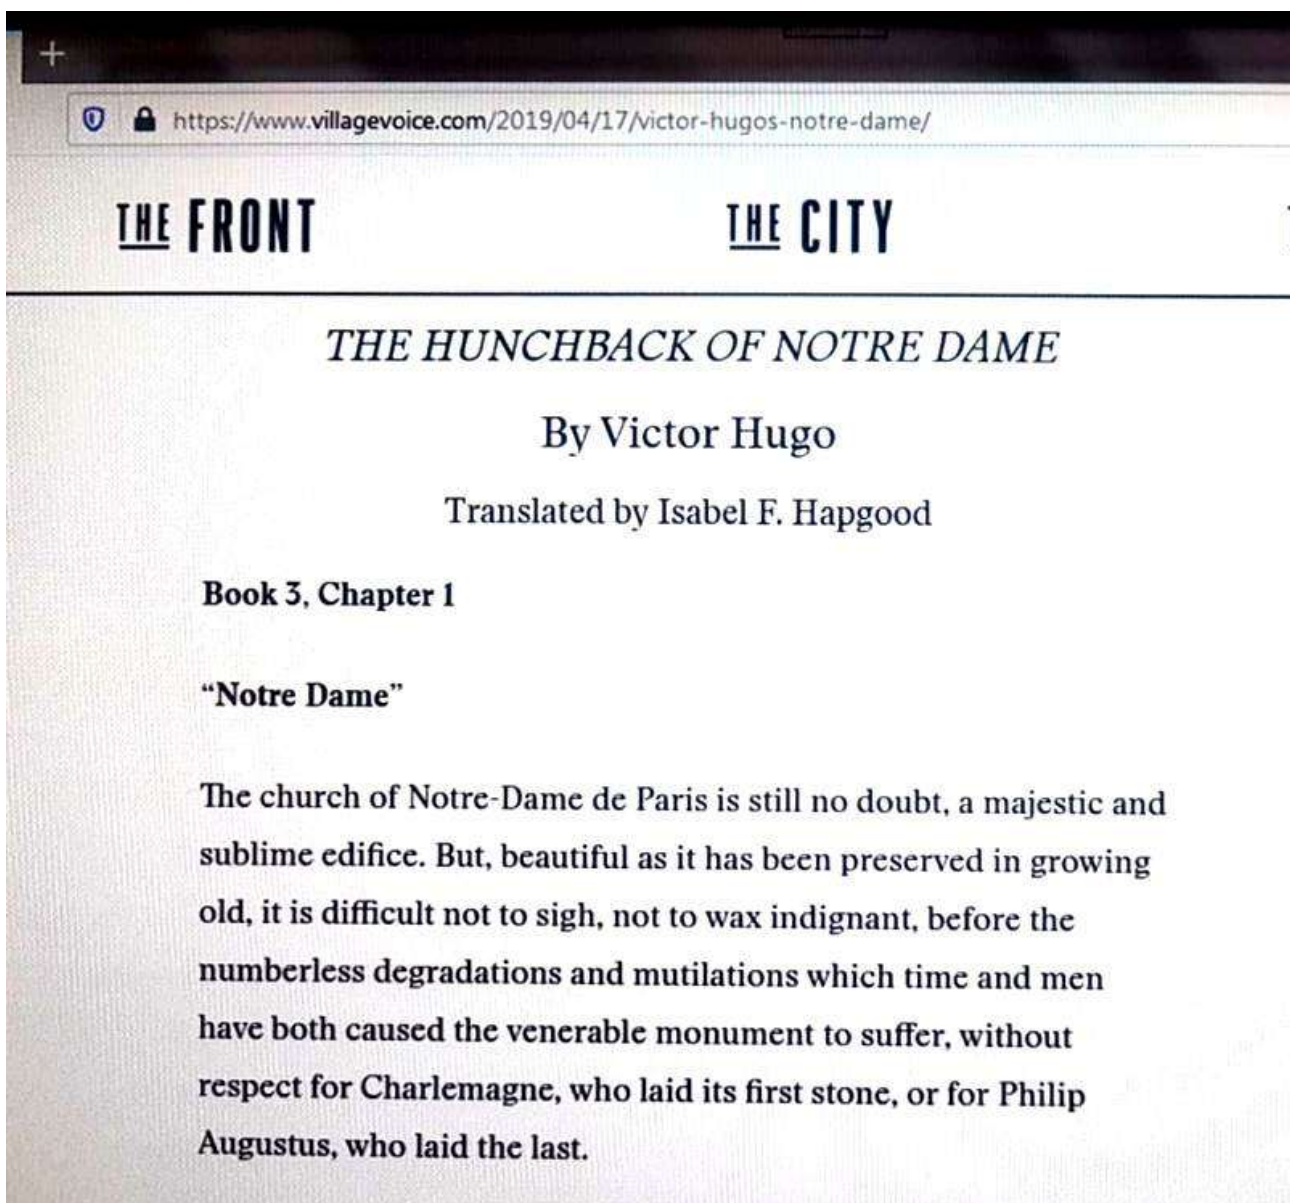 +
https://www.villagevoice.com/2019/04/17/victor-hugos-notre-dame/
THE FRONT THE CITY
THE HUNCHBACK OF NOTRE DAME
By Victor Hugo
Translated by Isabel F. Hapgood
Book 3, Chapter 1
“Notre Dame”
The church of Notre-Dame de Paris is still no doubt, a majestic and
sublime edifice. But, beautiful as it has been preserved in growing
old, it is difficult not to sigh, not to wax indignant, before the
numberless degradations and mutilations which time and men
have both caused the venerable monument to suffer, without
respect for Charlemagne, who laid its first stone, or for Philip
Augustus, who laid the last.